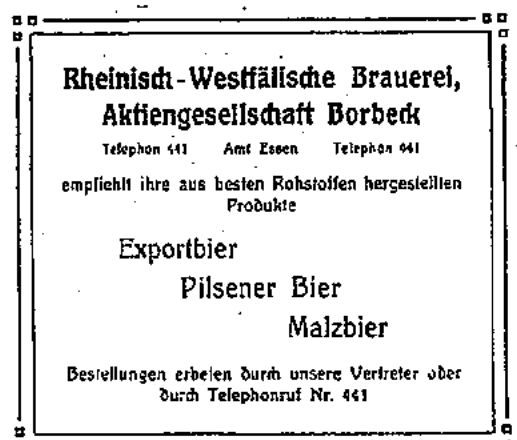 Rheinisch-Westfälische Brauerei,
Aktiengesellschaft Borbeck
Telephon 441 Amt Essen Telephon 441
empfiehlt ihre aus besten Rohstoffen hergestellten
Produkte
Exportbier
Pilsener Bier
Malzbier
Bestellungen erbeten durch unsere Vertreter oder
durch Telephonruf Nr. 441